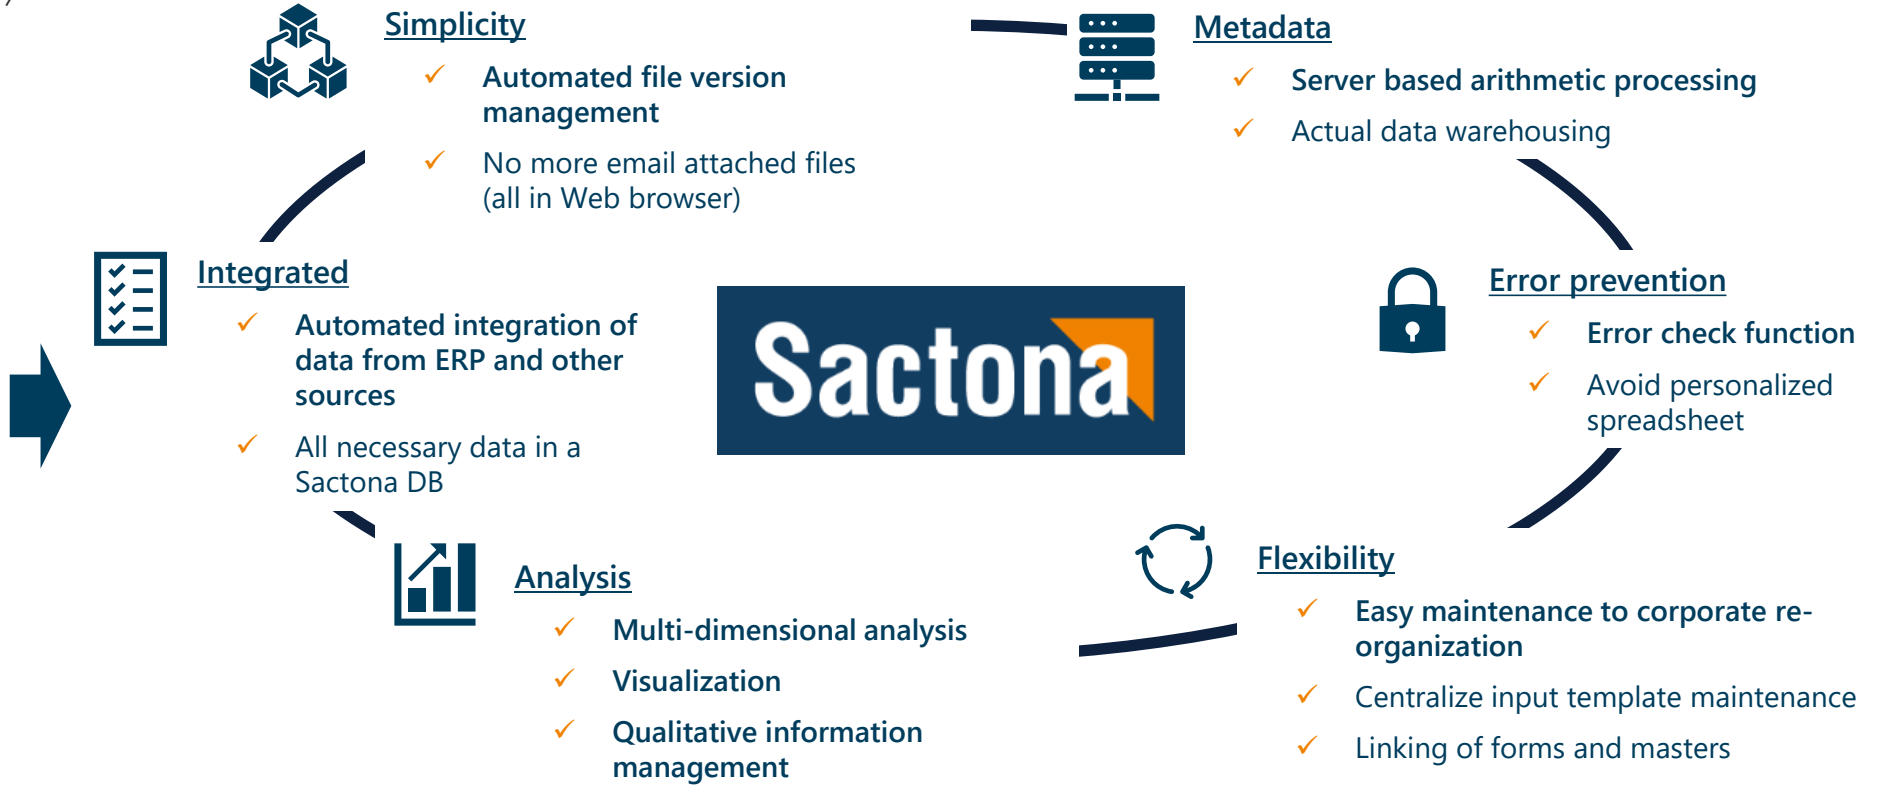 Simplicity
Automated file version
management
No more email attached files
(all in Web browser)
Metadata
Server based arithmetic processing
Actual data warehousing
Integrated
Automated integration of
data from ERP and other
sources
All necessary data in a
Sactona DB
Sactona
Error prevention
Error check function
Avoid personalized
spreadsheet
Analysis
Multi-dimensional analysis
Visualization
Qualitative information
management
Flexibility
Easy maintenance to corporate re-
organization
Centralize input template maintenance
Linking of forms and masters